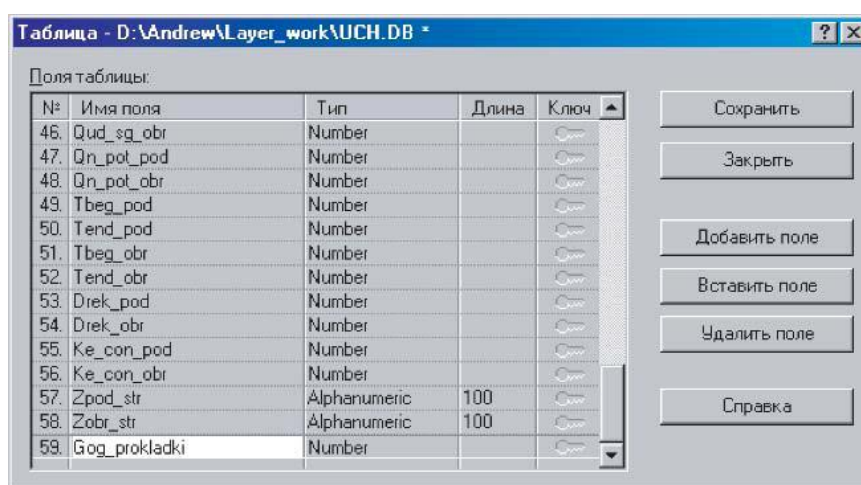 Таблица - D:\Andrew\Layer_work\UCH.DB *
Поля таблицы:
№ Имя поля Тип Длина Ключ
46. Qud_sg_obr Number
47. Qn_pot_pod Number
48. Qn_pot_obr Number
49. Tbeg_pod Number
50. Tend_pod Number
51. Tbeg_obr Number
52. Tend_obr Number
53. Drek_pod Number
54. Drek_obr Number
55. Ke_con_pod Number
56. Ke_con_obr Number
57. Zpod_str Alphanumeric 100
58. Zobr_str Alphanumeric 100
59. Gog_prokladki Number
Сохранить
Закрыть
Добавить поле
Вставить поле
Удалить поле
Справка